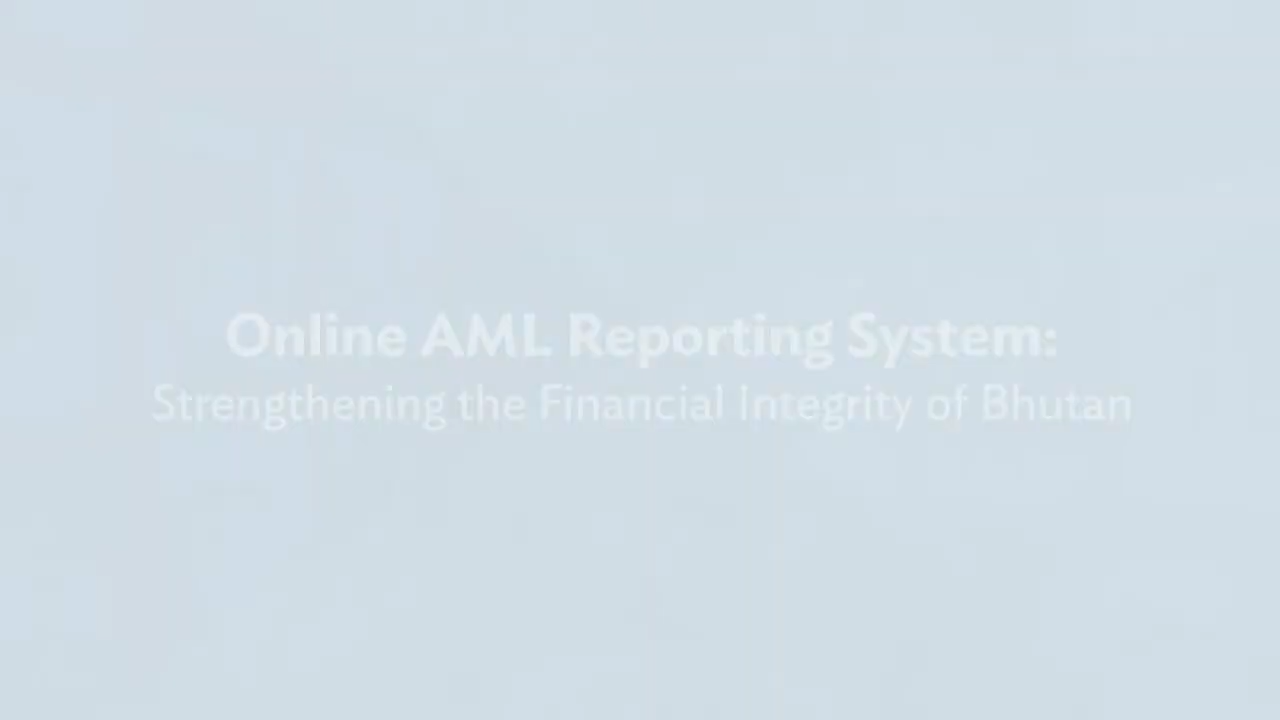 Online AML Reporting System:
Strengthening the Financial Integrity of Bhutan